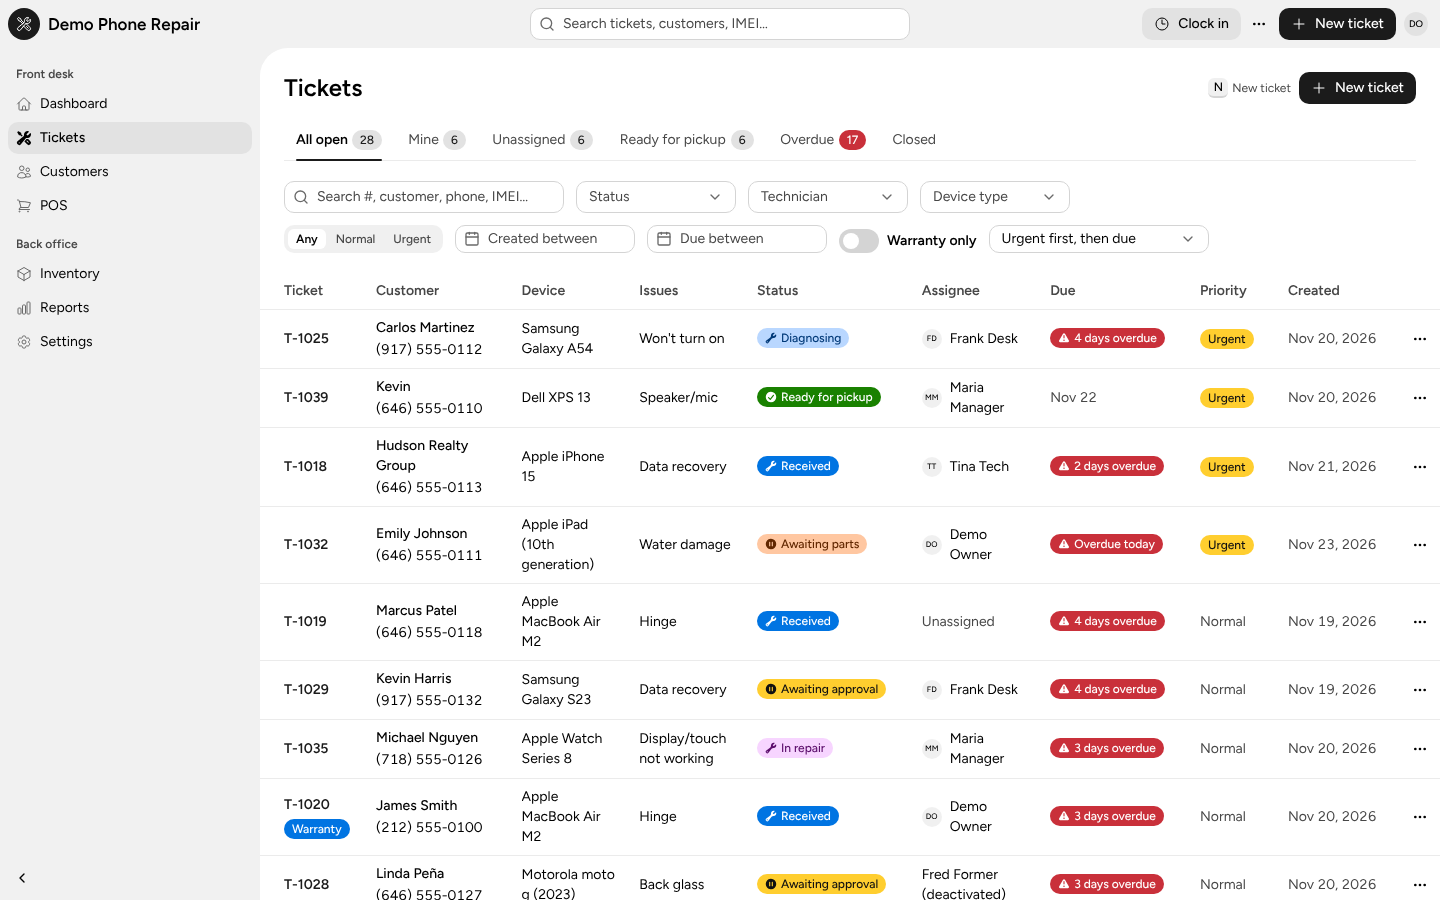 Demo Phone Repair
Search tickets, customers, IMEI...
Clock in
New ticket
DO
Front desk
Dashboard
Tickets
Customers
POS
Back office
Inventory
Reports
Settings
Tickets
N New ticket
New ticket
All open 28
Mine 6
Unassigned 6
Ready for pickup 6
Overdue 17
Closed
Search #, customer, phone, IMEI...
Status
Technician
Device type
Any
Normal
Urgent
Created between
Due between
Warranty only
Urgent first, then due
Ticket Customer Device Issues Status Assignee Due Priority Created
T-1025
Carlos Martinez
(917) 555-0112
Samsung
Galaxy A54
Won't turn on
Diagnosing
FD Frank Desk
4 days overdue
Urgent
Nov 20, 2026
T-1039
Kevin
(646) 555-0110
Dell XPS 13
Speaker/mic
Ready for pickup
MM Maria
Manager
Nov 22
Urgent
Nov 20, 2026
T-1018
Hudson Realty
Group
(646) 555-0113
Apple iPhone
15
Data recovery
Received
TT Tina Tech
2 days overdue
Urgent
Nov 21, 2026
T-1032
Emily Johnson
(646) 555-0111
Apple iPad
(10th
generation)
Water damage
Awaiting parts
DO Demo
Owner
Overdue today
Urgent
Nov 23, 2026
T-1019
Marcus Patel
(646) 555-0118
Apple
MacBook Air
M2
Hinge
Received
Unassigned
4 days overdue
Normal
Nov 19, 2026
T-1029
Kevin Harris
(917) 555-0132
Samsung
Galaxy S23
Data recovery
Awaiting approval
FD Frank Desk
4 days overdue
Normal
Nov 19, 2026
T-1035
Michael Nguyen
(718) 555-0126
Apple Watch
Series 8
Display/touch
not working
In repair
MM Maria
Manager
3 days overdue
Normal
Nov 20, 2026
T-1020
Warranty
James Smith
(212) 555-0100
Apple
MacBook Air
M2
Hinge
Received
DO Demo
Owner
3 days overdue
Normal
Nov 20, 2026
T-1028
Linda Peña
(646) 555-0127
Motorola moto
g (2023)
Back glass
Awaiting approval
Fred Former
(deactivated)
3 days overdue
Normal
Nov 20, 2026